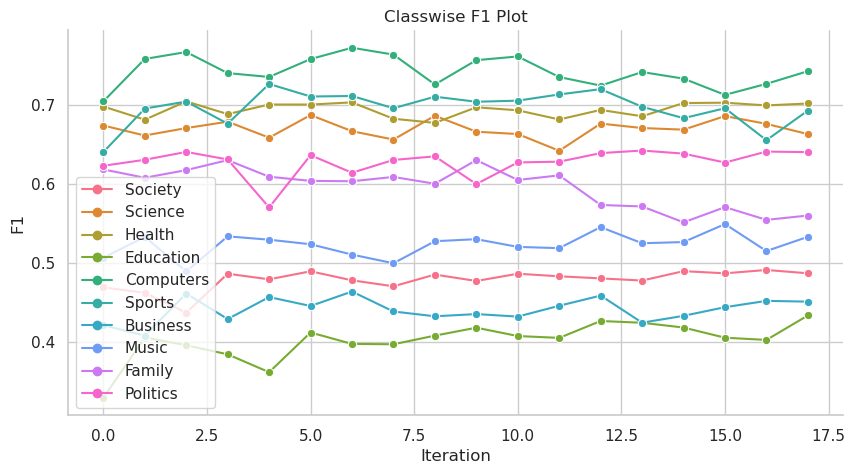 Classwise F1 Plot
F1
0.7
0.6
0.5
0.4
Society
Science
Health
Education
Computers
Sports
Business
Music
Family
Politics
0.0 2.5 5.0 7.5 10.0 12.5 15.0 17.5
Iteration